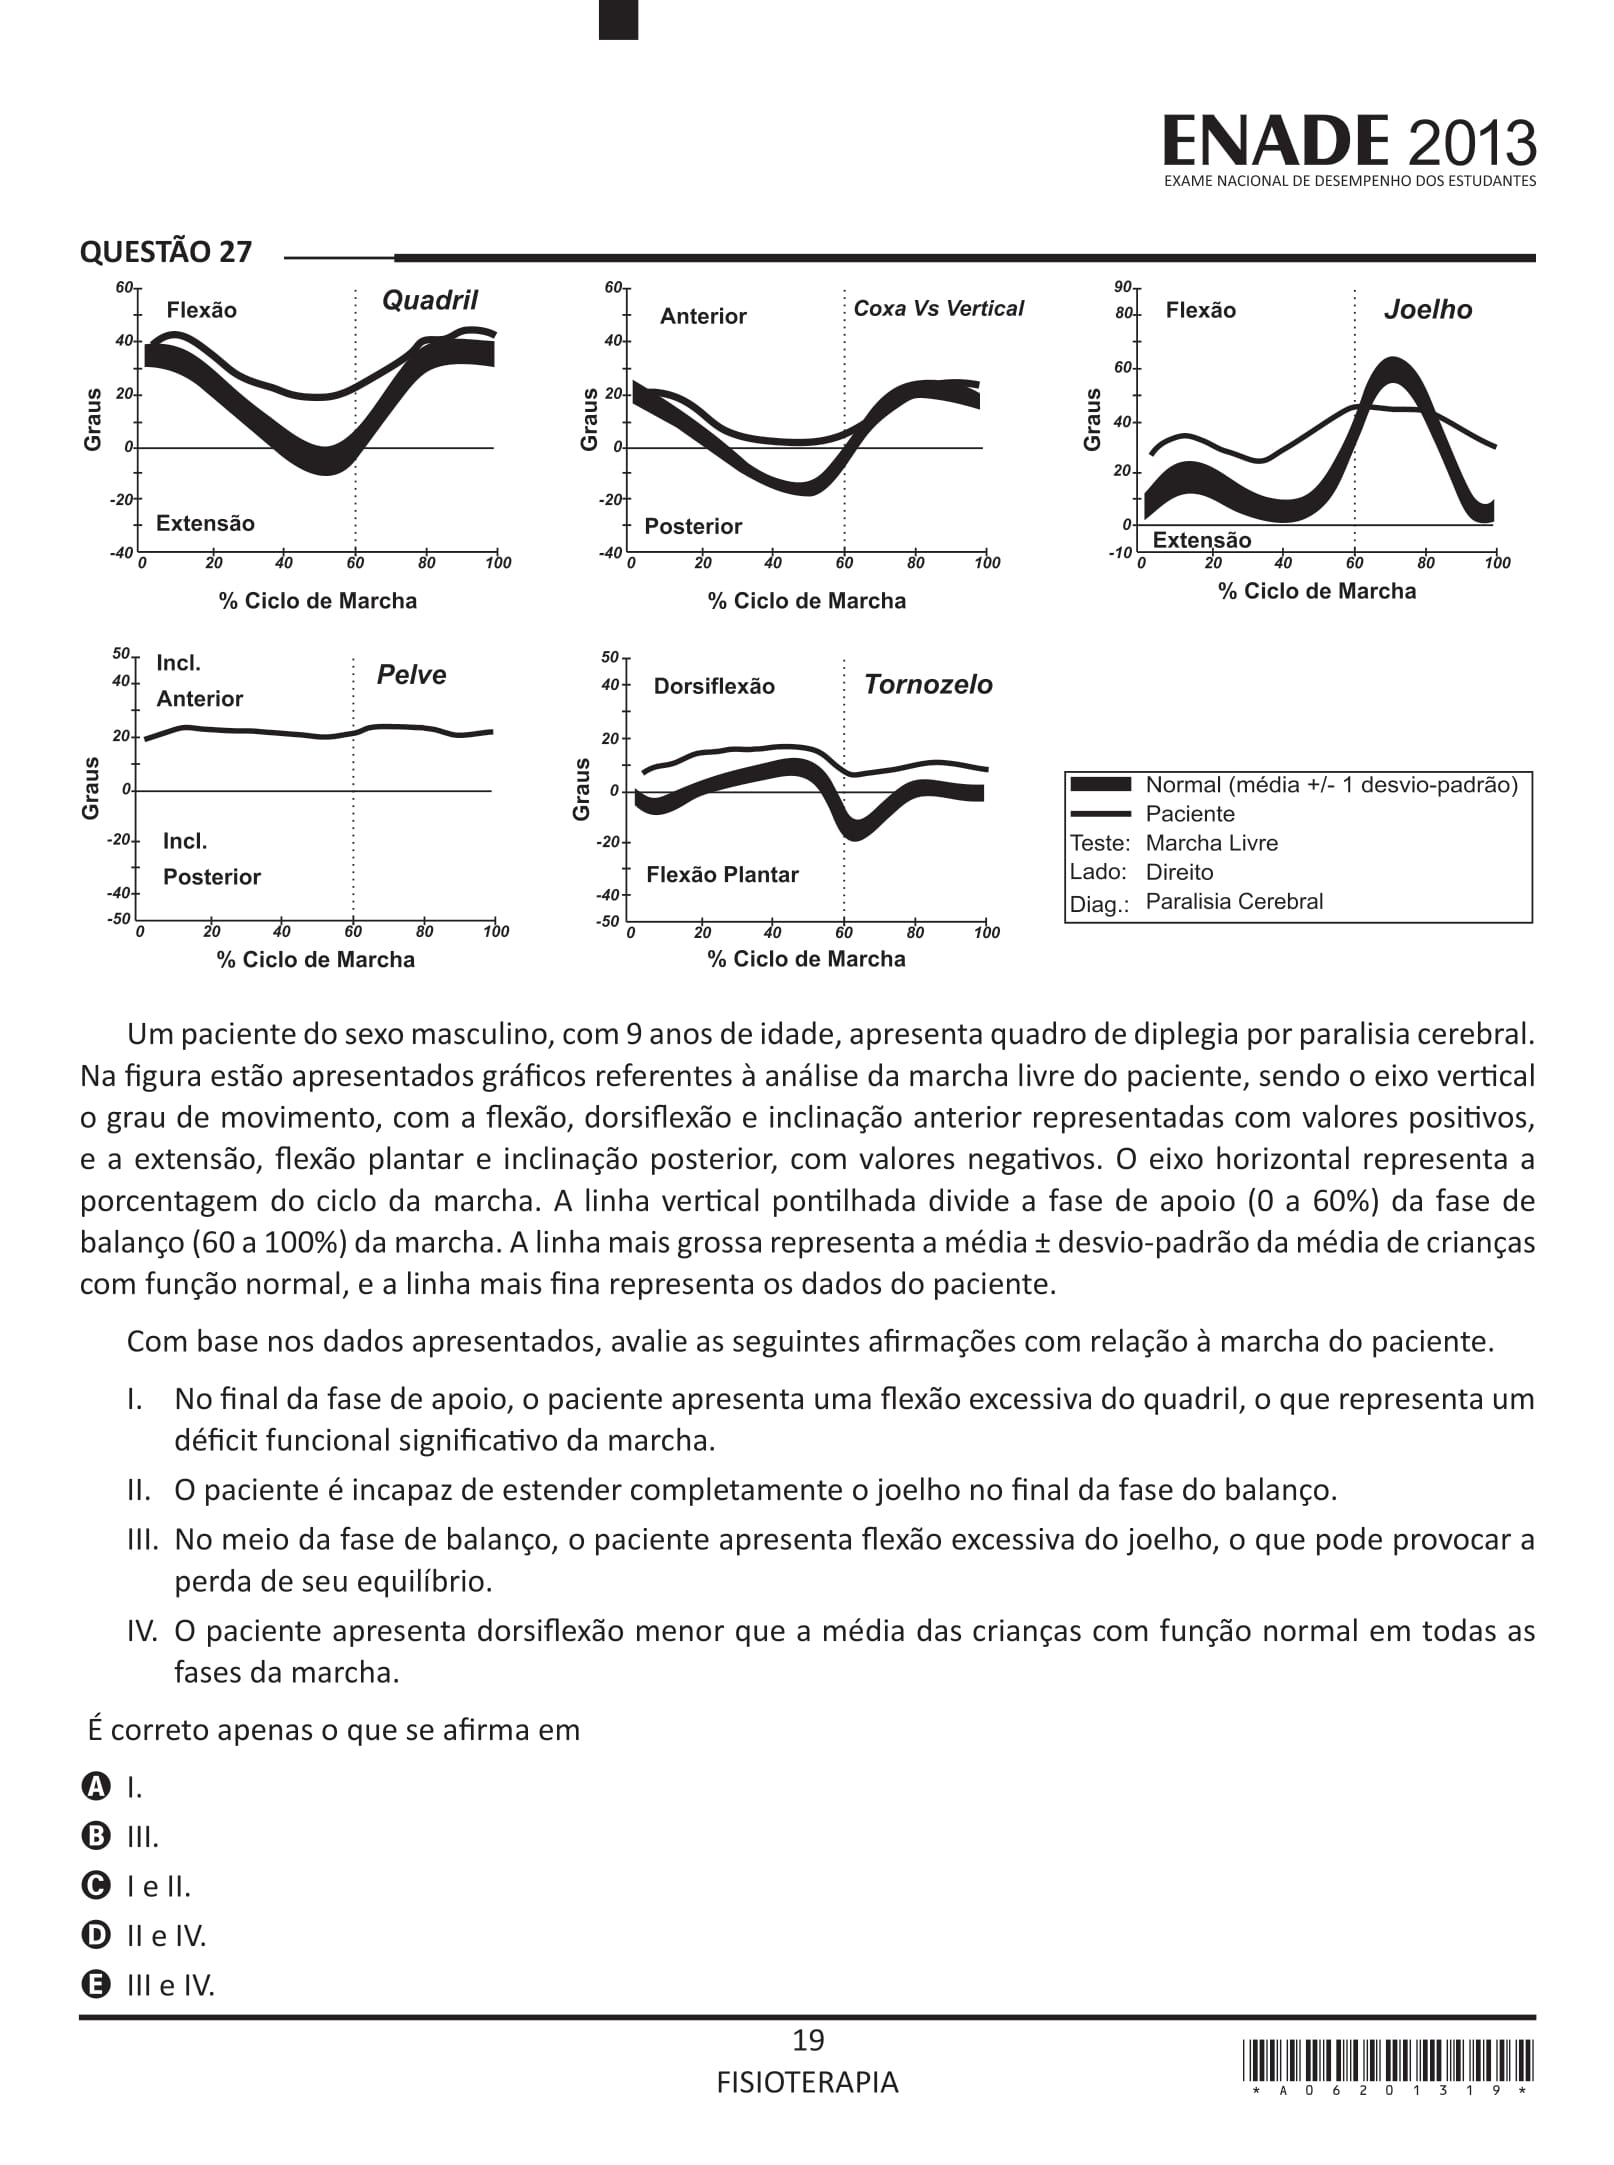 ENADE 2013
EXAME NACIONAL DE DESEMPENHO DOS ESTUDANTES
QUESTÃO 27
60
40
20
0
-20
-40
Graus
Flexão
Quadril
Extensão
0 20 40 60 80 100
% Ciclo de Marcha
60
40
20
0
-20
-40
Graus
Anterior
Coxa Vs Vertical
Posterior
0 20 40 60 80 100
% Ciclo de Marcha
90
80
60
40
20
0
-10
Graus
Flexão
Joelho
Extensão
0 20 40 60 80 100
% Ciclo de Marcha
50
40
20
0
-20
-40
-50
Graus
Incl.
Anterior
Pelve
Incl.
Posterior
0 20 40 60 80 100
% Ciclo de Marcha
50
40
20
0
-20
-40
-50
Graus
Dorsiflexão
Tornozelo
Flexão Plantar
0 20 40 60 80 100
% Ciclo de Marcha
Normal (média +/- 1 desvio-padrão)
Paciente
Teste: Marcha Livre
Lado: Direito
Diag.: Paralisia Cerebral
Um paciente do sexo masculino, com 9 anos de idade, apresenta quadro de diplegia por paralisia cerebral.
Na figura estão apresentados gráficos referentes à análise da marcha livre do paciente, sendo o eixo vertical
o grau de movimento, com a flexão, dorsiflexão e inclinação anterior representadas com valores positivos,
e a extensão, flexão plantar e inclinação posterior, com valores negativos. O eixo horizontal representa a
porcentagem do ciclo da marcha. A linha vertical pontilhada divide a fase de apoio (0 a 60%) da fase de
balanço (60 a 100%) da marcha. A linha mais grossa representa a média ± desvio-padrão da média de crianças
com função normal, e a linha mais fina representa os dados do paciente.
Com base nos dados apresentados, avalie as seguintes afirmações com relação à marcha do paciente.
I. No final da fase de apoio, o paciente apresenta uma flexão excessiva do quadril, o que representa um
déficit funcional significativo da marcha.
II. O paciente é incapaz de estender completamente o joelho no final da fase do balanço.
III. No meio da fase de balanço, o paciente apresenta flexão excessiva do joelho, o que pode provocar a
perda de seu equilíbrio.
IV. O paciente apresenta dorsiflexão menor que a média das crianças com função normal em todas as
fases da marcha.
É correto apenas o que se afirma em
A I.
B III.
C I e II.
D II e IV.
E III e IV.
19
FISIOTERAPIA
* A 0 6 2 0 1 3 1 9 *